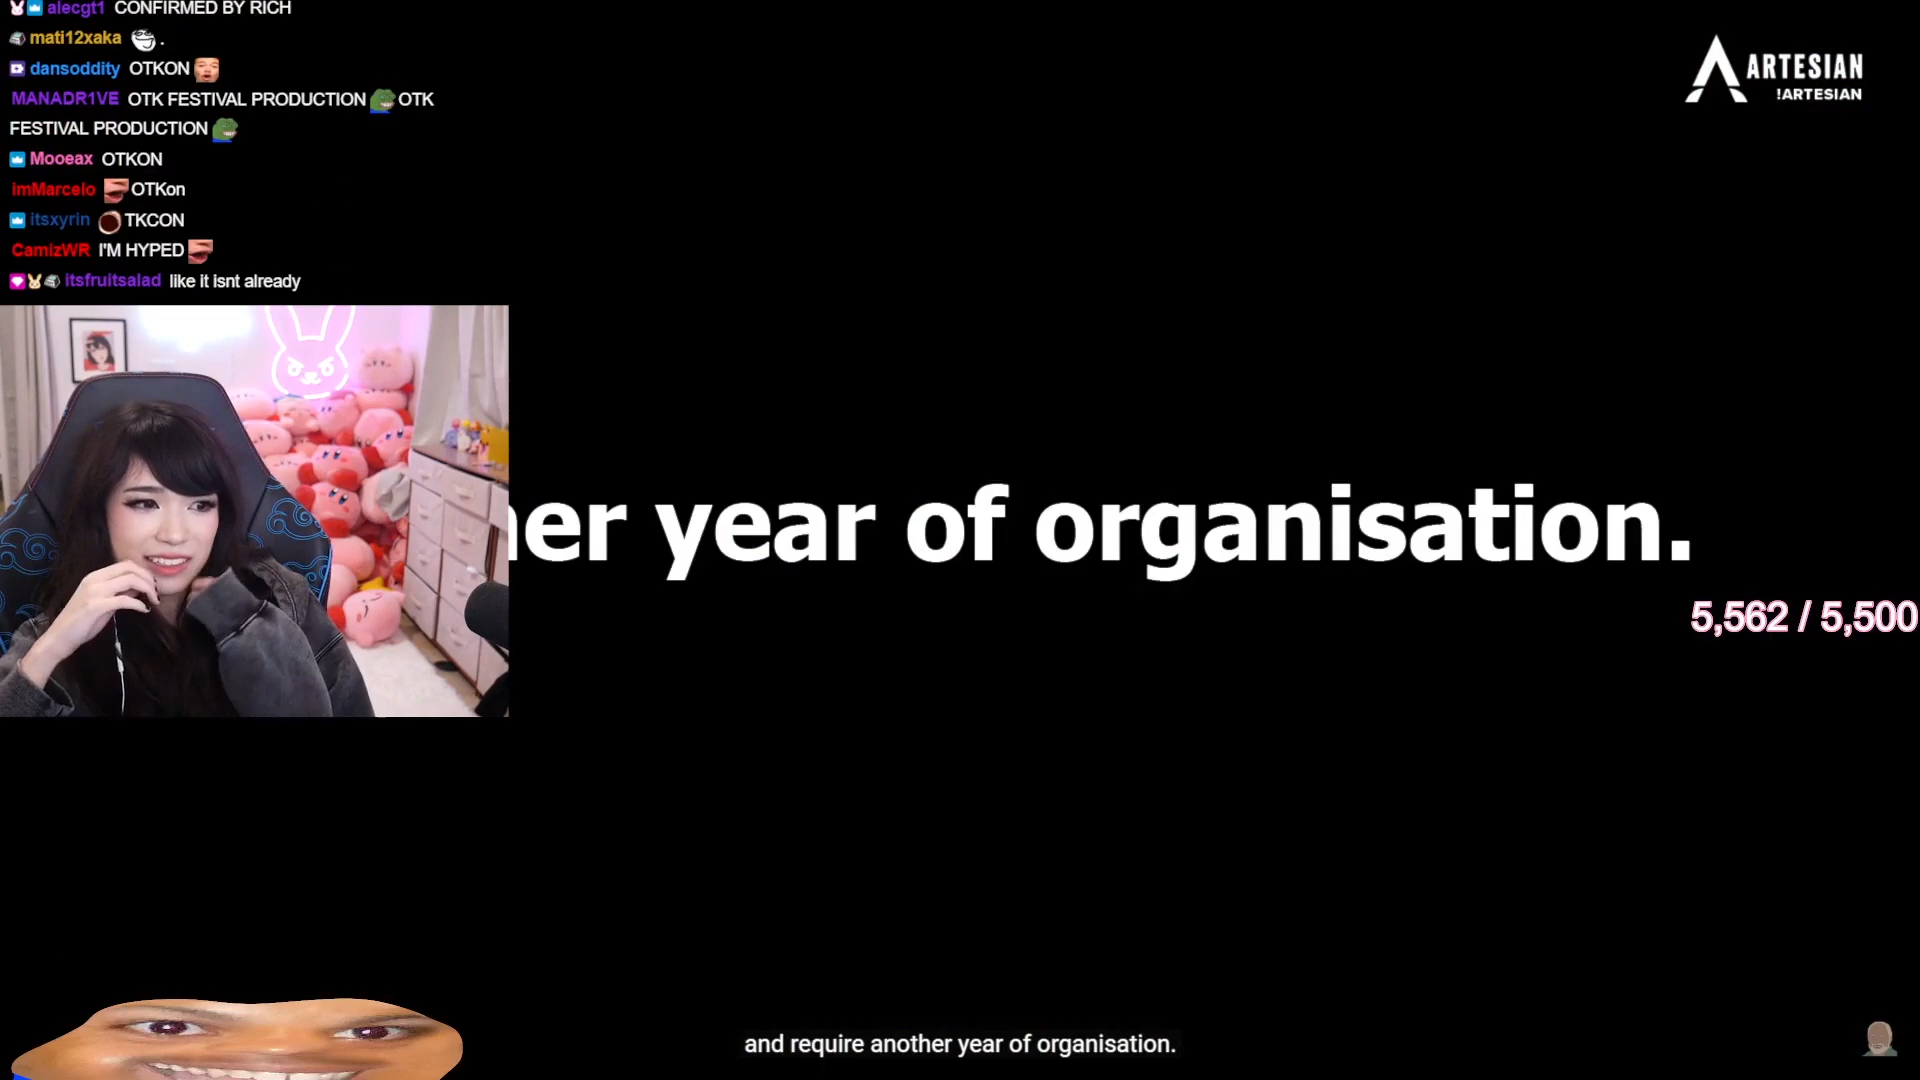 alecgt1 CONFIRMED BY RICH
mati12xaka .
dansoddity OTKON
MANADR1VE OTK FESTIVAL PRODUCTION OTK
FESTIVAL PRODUCTION
Mooeax OTKON
imMarcelo OTKon
itsxyrin TKCON
CamizWR I'M HYPED
itsfruitsalad like it isnt already
ARTESIAN
!ARTESIAN
her year of organisation.
5,562 / 5,500
and require another year of organisation.